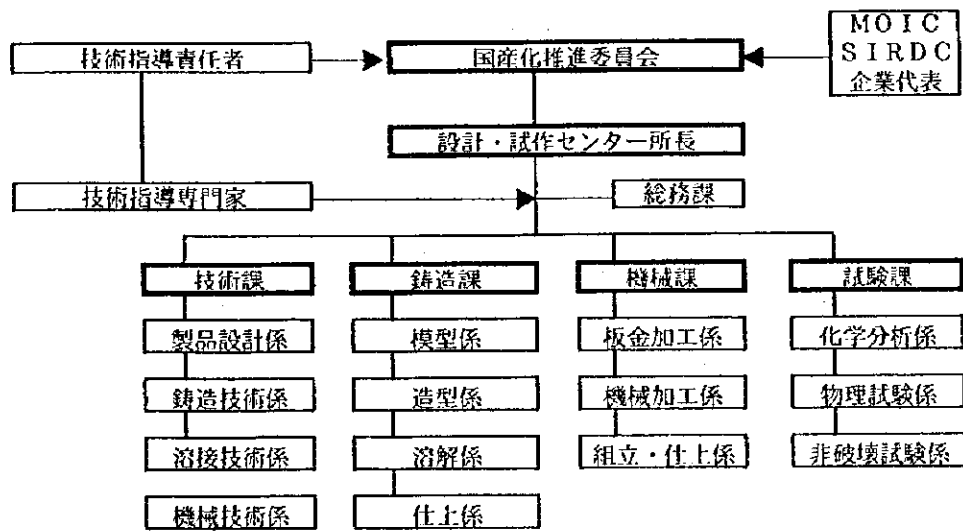 技術指導責任者
国産化推進委員会
ＭＯＩＣ
ＳＩＲＤＣ
企業代表
設計・試作センター所長
技術指導専門家
総務課
技術課
鋳造課
機械課
試験課
製品設計係
模型係
板金加工係
化学分析係
鋳造技術係
造型係
機械加工係
物理試験係
溶接技術係
溶解係
組立・仕上係
非破壊試験係
機械技術係
仕上係